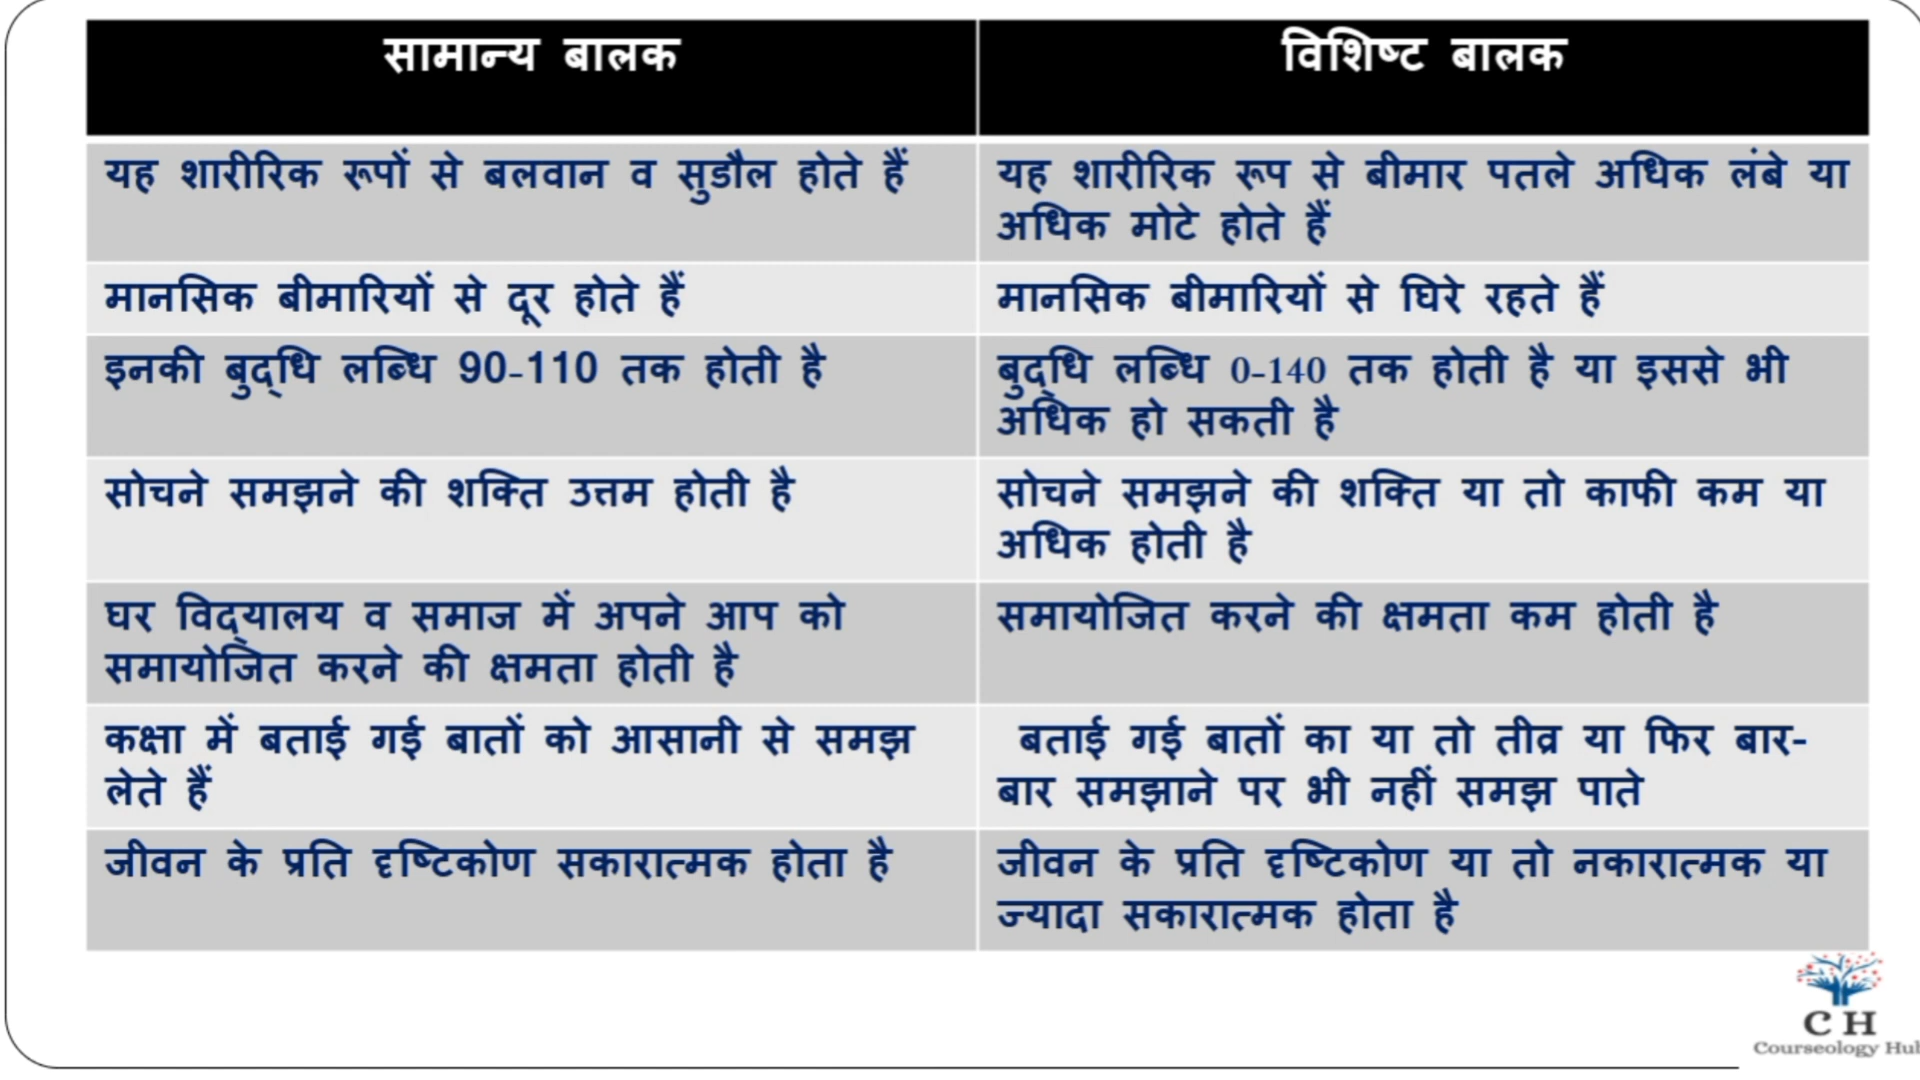 सामान्य बालक
विशिष्ट बालक
यह शारीरिक रूपों से बलवान व सुडौल होते हैं
यह शारीरिक रूप से बीमार पतले अधिक लंबे या
अधिक मोटे होते हैं
मानसिक बीमारियों से दूर होते हैं
मानसिक बीमारियों से घिरे रहते हैं
इनकी बुद्धि लब्धि 90-110 तक होती है
बुद्धि लब्धि 0-140 तक होती है या इससे भी
अधिक हो सकती है
सोचने समझने की शक्ति उत्तम होती है
सोचने समझने की शक्ति या तो काफी कम या
अधिक होती है
घर विद्यालय व समाज में अपने आप को
समायोजित करने की क्षमता होती है
समायोजित करने की क्षमता कम होती है
कक्षा में बताई गई बातों को आसानी से समझ
लेते हैं
बताई गई बातों का या तो तीव्र या फिर बार-
बार समझाने पर भी नहीं समझ पाते
जीवन के प्रति दृष्टिकोण सकारात्मक होता है
जीवन के प्रति दृष्टिकोण या तो नकारात्मक या
ज्यादा सकारात्मक होता है
C H
Courseology Hub